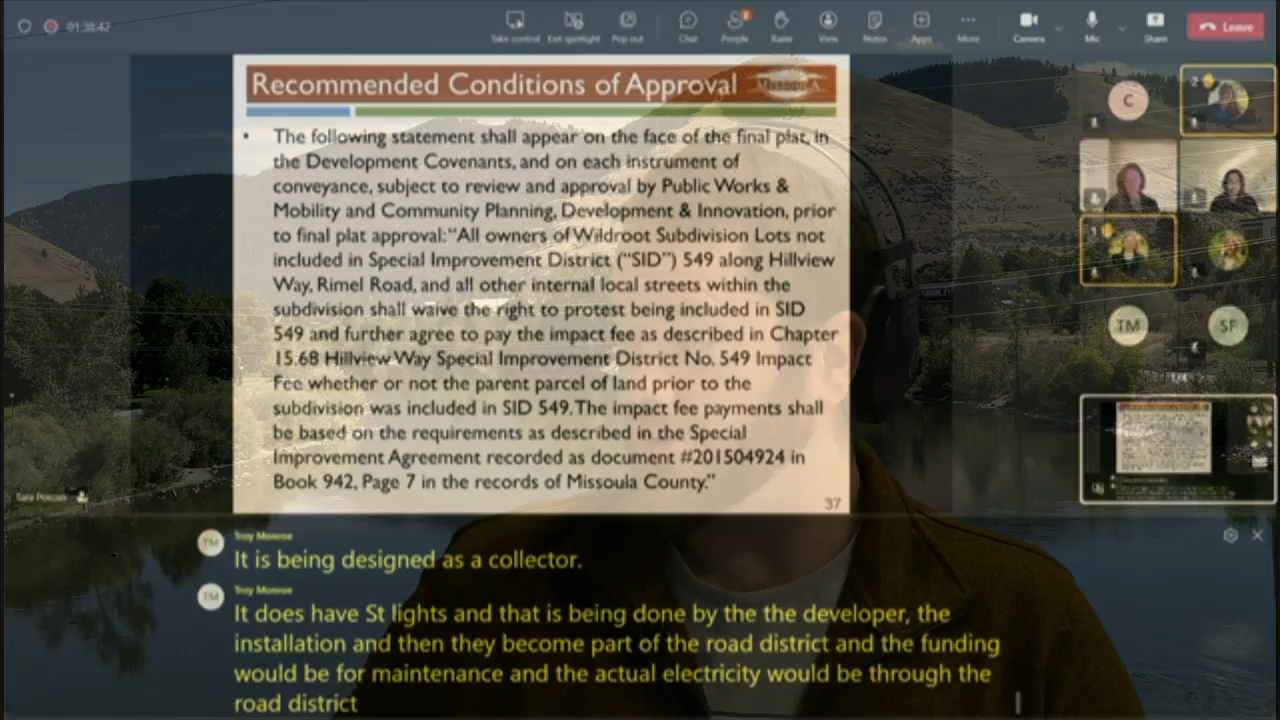 01:38:42
Take control Exit spotlight Pop out Chat People Raise View Notes Apps More Camera Mic Share Leave
Recommended Conditions of Approval MISSOULA
• The following statement shall appear on the face of the final plat, in
the Development Covenants, and on each instrument of
conveyance, subject to review and approval by Public Works &
Mobility and Community Planning, Development & Innovation, prior
to final plat approval: “All owners of Wildroot Subdivision Lots not
included in Special Improvement District (“SID”) 549 along Hillview
Way, Rimel Road, and all other internal local streets within the
subdivision shall waive the right to protest being included in SID
549 and further agree to pay the impact fee as described in Chapter
15.68 Hillview Way Special Improvement District No. 549 Impact
Fee whether or not the parent parcel of land prior to the
subdivision was included in SID 549. The impact fee payments shall
be based on the requirements as described in the Special
Improvement Agreement recorded as document #201504924 in
Book 942, Page 7 in the records of Missoula County.”
37
C
TM
SF
TM
Troy Monroe
It is being designed as a collector.
TM
Troy Monroe
It does have St lights and that is being done by the the developer, the
installation and then they become part of the road district and the funding
would be for maintenance and the actual electricity would be through the
road district